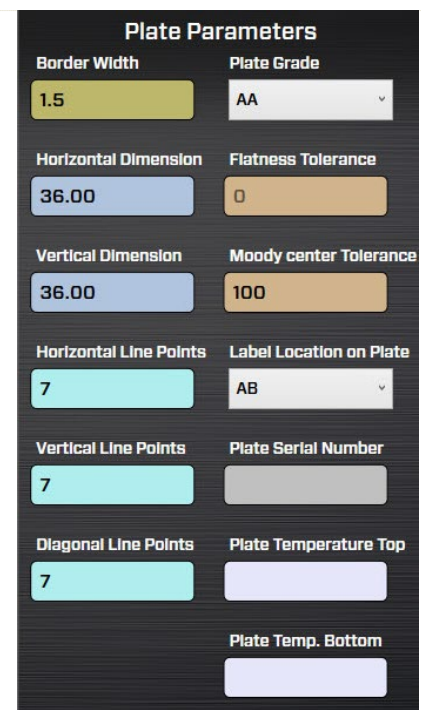 Plate Parameters
Border Width Plate Grade
1.5 AA
Horizontal Dimension Flatness Tolerance
36.00 0
Vertical Dimension Moody center Tolerance
36.00 100
Horizontal Line Points Label Location on Plate
7 AB
Vertical Line Points Plate Serial Number
7
Diagonal Line Points Plate Temperature Top
7
Plate Temp. Bottom